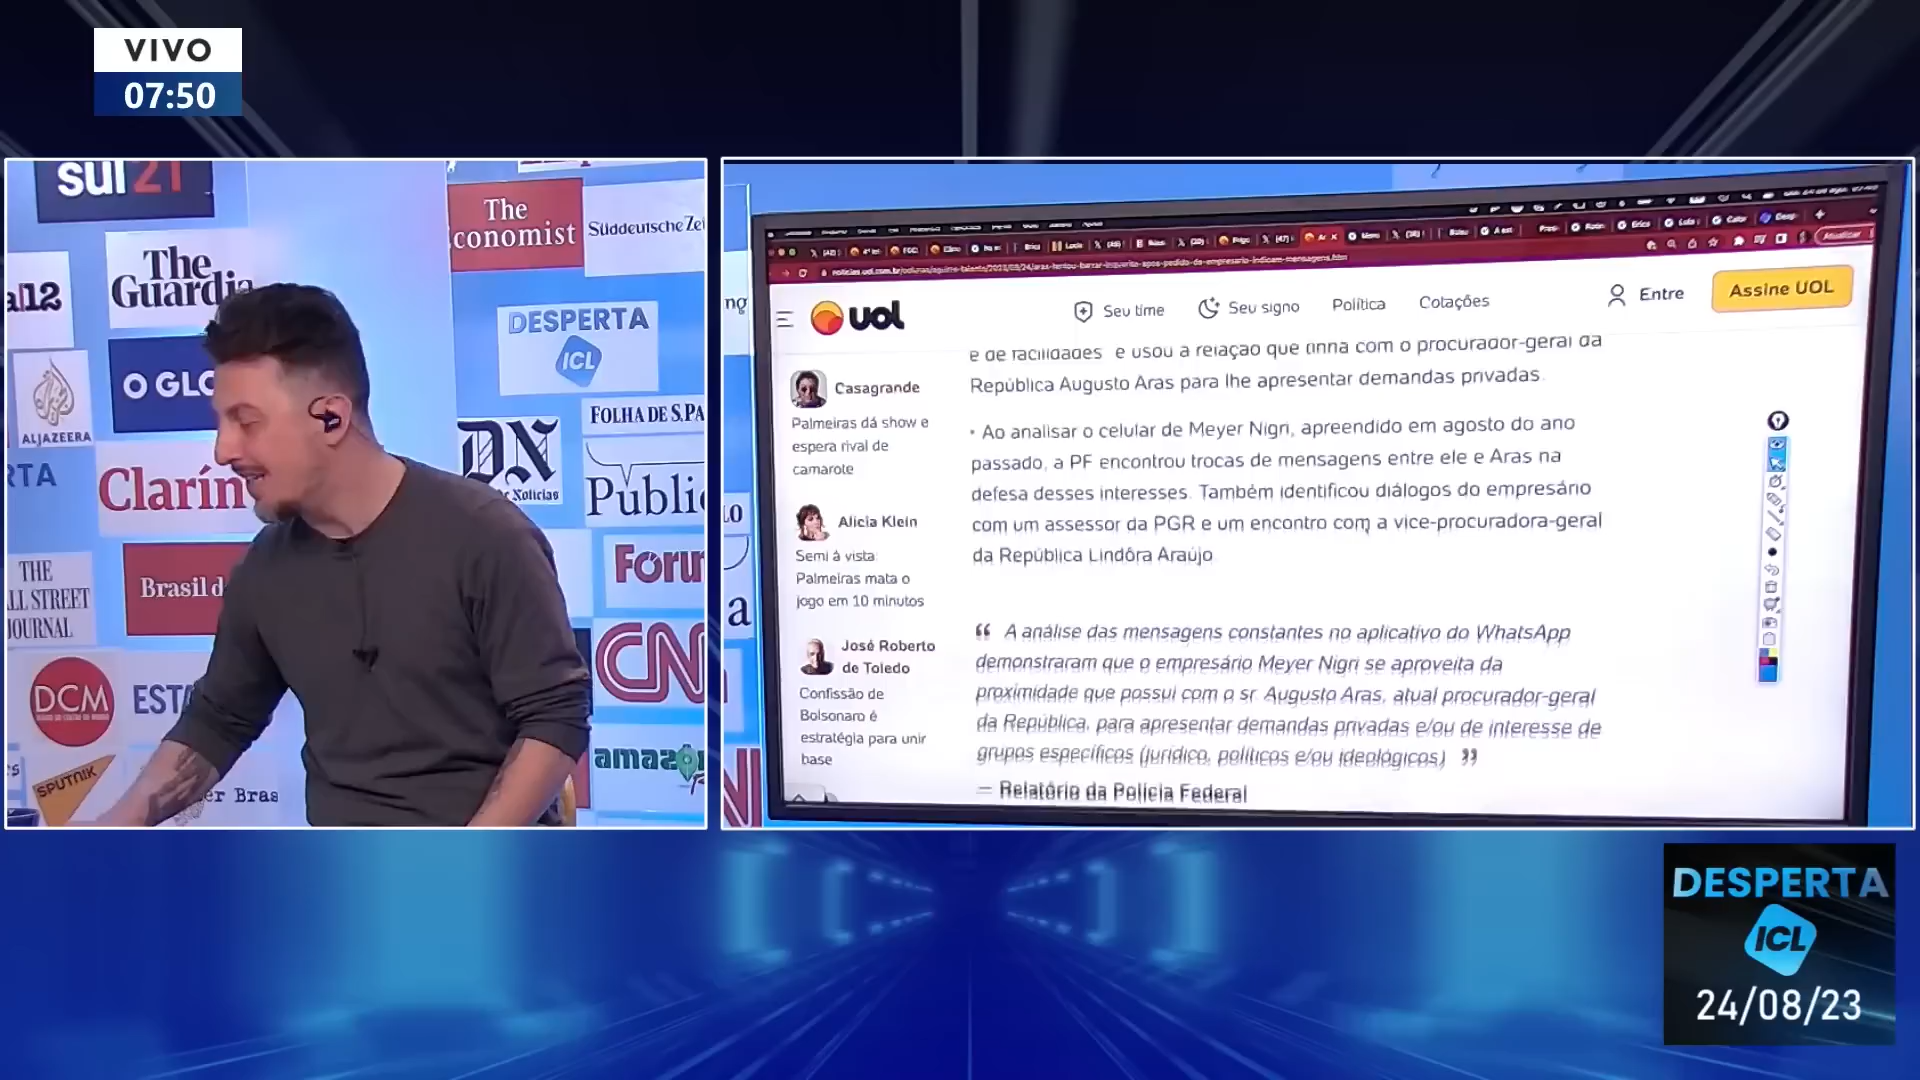 VIVO
07:50
sul21
The
Guardia
al12
O GLO
ALJAZEERA
RTA
Clarín
THE
LL STREET
JOURNAL
Brasil d
DCM
ESTA
SPUTNIK
er Bras
The
conomist
Süddeutsche Zei
DESPERTA
ICL
FOLHA DE S.PA
DN
Públic
Foru
CNN
amaz
ng
LO
a
uol
Seu time
Seu signo
Política
Cotações
Entre
Assine UOL
Casagrande
Palmeiras dá show e
espera rival de
camarote
Alicia Klein
Semi à vista:
Palmeiras mata o
jogo em 10 minutos
José Roberto
de Toledo
Confissão de
Bolsonaro é
estratégia para unir
base
e de facilidades" e usou a relação que tinha com o procurador-geral da
República Augusto Aras para lhe apresentar demandas privadas.
• Ao analisar o celular de Meyer Nigri, apreendido em agosto do ano
passado, a PF encontrou trocas de mensagens entre ele e Aras na
defesa desses interesses. Também identificou diálogos do empresário
com um assessor da PGR e um encontro com a vice-procuradora-geral
da República Lindôra Araújo.
“ A análise das mensagens constantes no aplicativo do WhatsApp
demonstraram que o empresário Meyer Nigri se aproveita da
proximidade que possui com o sr. Augusto Aras, atual procurador-geral
da República, para apresentar demandas privadas e/ou de interesse de
grupos específicos (jurídico, políticos e/ou ideológicos) ”
— Relatório da Polícia Federal
DESPERTA
ICL
24/08/23